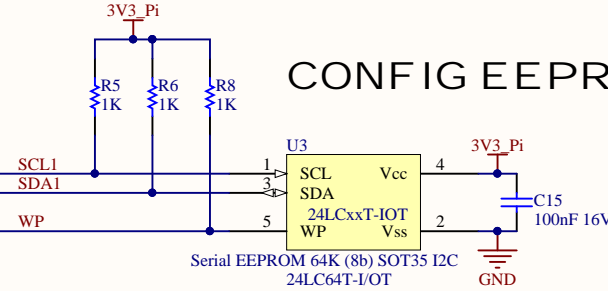 3V3_Pi
CONFIG EEPR
R5
1K
R6
1K
R8
1K
U3
3V3_Pi
SCL1
1
SCL
Vcc
4
SDA1
3
SDA
C15
24LCxxT-IOT
100nF 16V
WP
5
WP
Vss
2
Serial EEPROM 64K (8b) SOT35 I2C
24LC64T-I/OT
GND